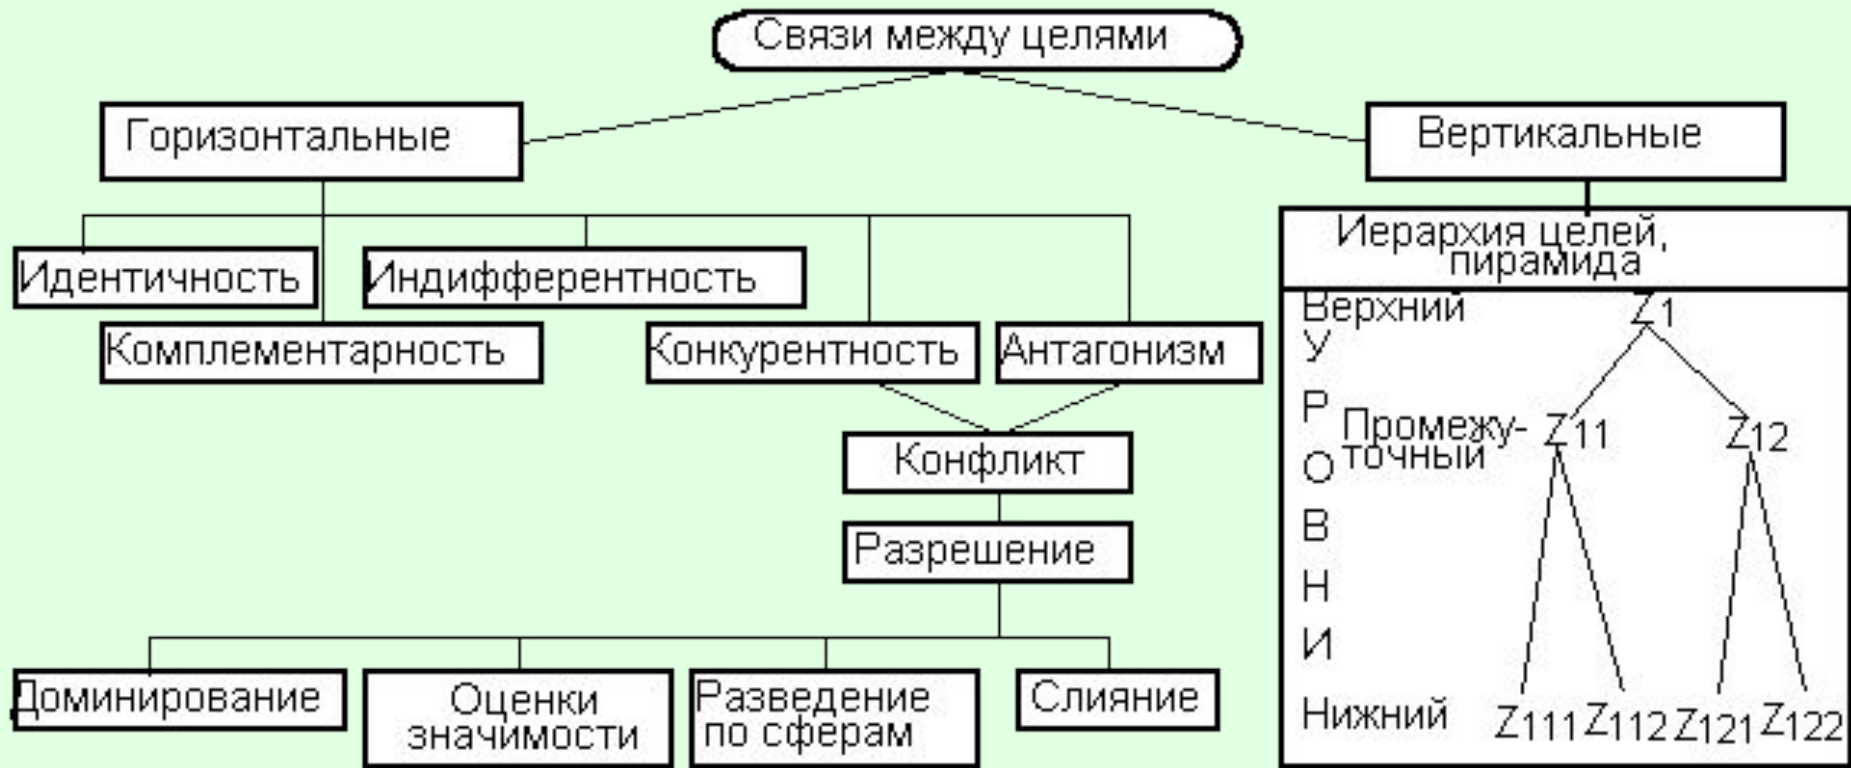 Связи между целями
Горизонтальные
Вертикальные
Идентичность
Индифферентность
Комплементарность
Конкурентность
Антагонизм
Конфликт
Разрешение
Доминирование
Оценки
значимости
Разведение
по сферам
Слияние
Иерархия целей,
пирамида
Верхний Z1
У
Р
О
В
Н
И
Промежу-
точный
Z11 Z12
Нижний Z111 Z112 Z121 Z122